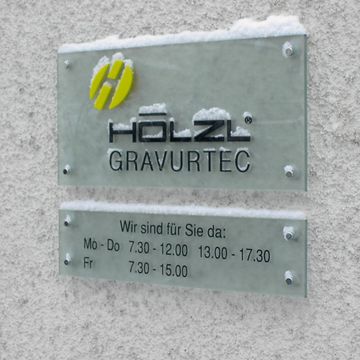 HÖLZL®
GRAVURTEC
Wir sind für Sie da:
Mo - Do 7.30 - 12.00 13.00 - 17.30
Fr 7.30 - 15.00